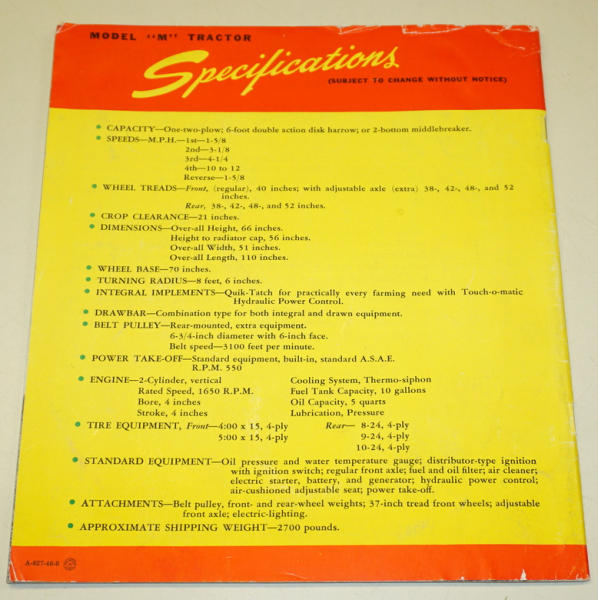 MODEL "M" TRACTOR
Specifications
(SUBJECT TO CHANGE WITHOUT NOTICE)
• CAPACITY—One-two-plow; 6-foot double action disk harrow; or 2-bottom middlebreaker.
• SPEEDS—M.P.H.—1st—1-5/8
2nd—3-1/8
3rd—4-1/4
4th—10 to 12
Reverse—1-5/8
• WHEEL TREADS—Front, (regular), 40 inches; with adjustable axle (extra) 38-, 42-, 48-, and 52
inches.
Rear, 38-, 42-, 48-, and 52 inches.
• CROP CLEARANCE—21 inches.
• DIMENSIONS—Over-all Height, 66 inches.
Height to radiator cap, 56 inches.
Over-all Width, 51 inches.
Over-all Length, 110 inches.
• WHEEL BASE—70 inches.
• TURNING RADIUS—8 feet, 6 inches.
• INTEGRAL IMPLEMENTS—Quik-Tatch for practically every farming need with Touch-o-matic
Hydraulic Power Control.
• DRAWBAR—Combination type for both integral and drawn equipment.
• BELT PULLEY—Rear-mounted, extra equipment.
6-3/4-inch diameter with 6-inch face.
Belt speed—3100 feet per minute.
• POWER TAKE-OFF—Standard equipment, built-in, standard A.S.A.E.
R.P.M. 550
• ENGINE—2-Cylinder, vertical
Rated Speed, 1650 R.P.M.
Bore, 4 inches
Stroke, 4 inches
Cooling System, Thermo-siphon
Fuel Tank Capacity, 10 gallons
Oil Capacity, 5 quarts
Lubrication, Pressure
• TIRE EQUIPMENT, Front—4:00 x 15, 4-ply
5:00 x 15, 4-ply
Rear— 8-24, 4-ply
9-24, 4-ply
10-24, 4-ply
• STANDARD EQUIPMENT—Oil pressure and water temperature gauge; distributor-type ignition
with ignition switch; regular front axle; fuel and oil filter; air cleaner;
electric starter, battery, and generator; hydraulic power control;
air-cushioned adjustable seat; power take-off.
• ATTACHMENTS—Belt pulley, front- and rear-wheel weights; 37-inch tread front wheels; adjustable
front axle; electric-lighting.
• APPROXIMATE SHIPPING WEIGHT—2700 pounds.